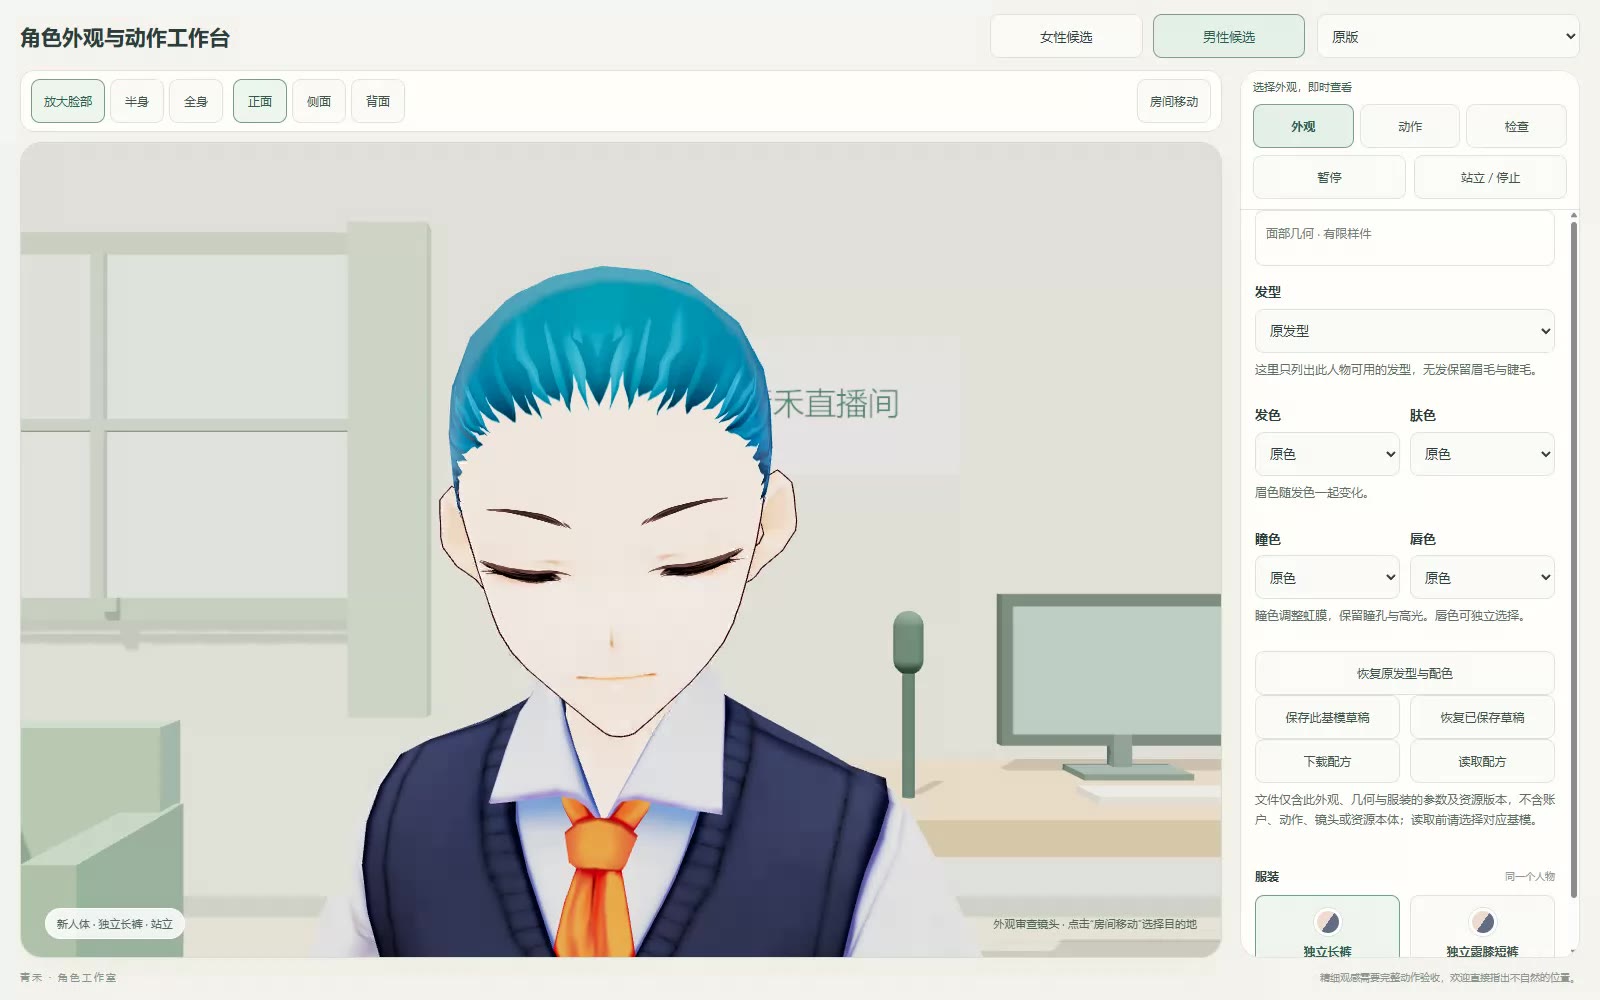 角色外观与动作工作台
女性候选
男性候选
原版
放大脸部
半身
全身
正面
侧面
背面
房间移动
选择外观，即时查看
外观
动作
检查
暂停
站立 / 停止
面部几何 · 有限样件
发型
原发型
这里只列出此人物可用的发型，无发保留眉毛与睫毛。
发色
肤色
原色
原色
眉色随发色一起变化。
瞳色
唇色
原色
原色
瞳色调整虹膜，保留瞳孔与高光。唇色可独立选择。
恢复原发型与配色
保存此基模草稿
恢复已保存草稿
下载配方
读取配方
文件仅含此外观、几何与服装的参数及资源版本，不含账
户、动作、镜头或资源本体；读取前请选择对应基模。
服装
同一个人物
独立长裤
独立露膝短裤
禾直播间
新人体 · 独立长裤 · 站立
外观审查镜头 · 点击“房间移动”选择目的地
青禾 · 角色工作室
精细观感需要完整动作验收，欢迎直接指出不自然的位置。